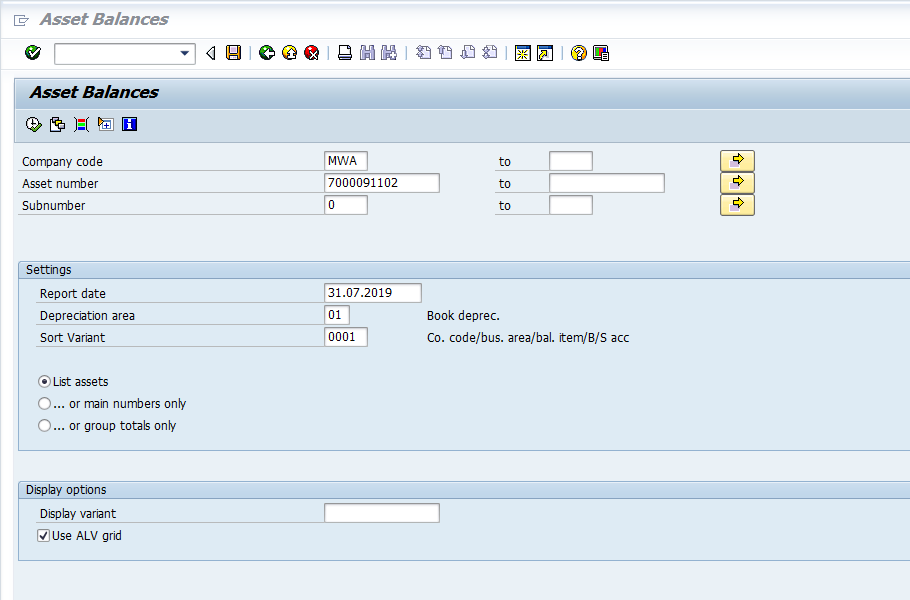 Asset Balances
Asset Balances
Company code MWA to
Asset number 7000091102 to
Subnumber 0 to
Settings
Report date 31.07.2019
Depreciation area 01 Book deprec.
Sort Variant 0001 Co. code/bus. area/bal. item/B/S acc
List assets
... or main numbers only
... or group totals only
Display options
Display variant
Use ALV grid